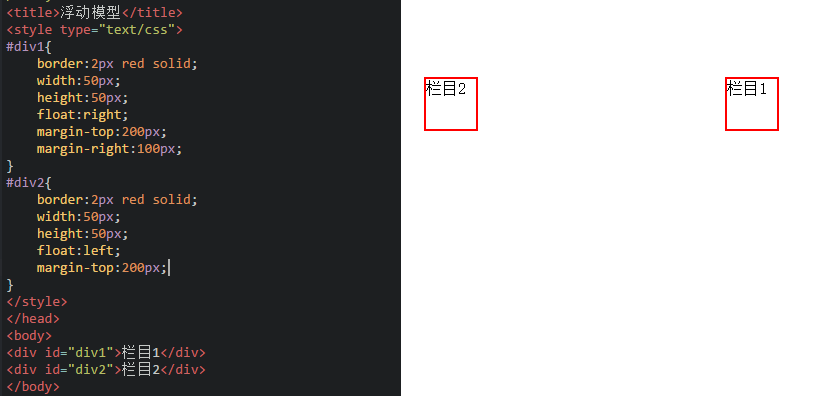 <title>浮动模型</title>
<style type="text/css">
#div1{
    border:2px red solid;
    width:50px;
    height:50px;
    float:right;
    margin-top:200px;
    margin-right:100px;
}
#div2{
    border:2px red solid;
    width:50px;
    height:50px;
    float:left;
    margin-top:200px;
}
</style>
</head>
<body>
<div id="div1">栏目1</div>
<div id="div2">栏目2</div>
</body>
栏目2
栏目1